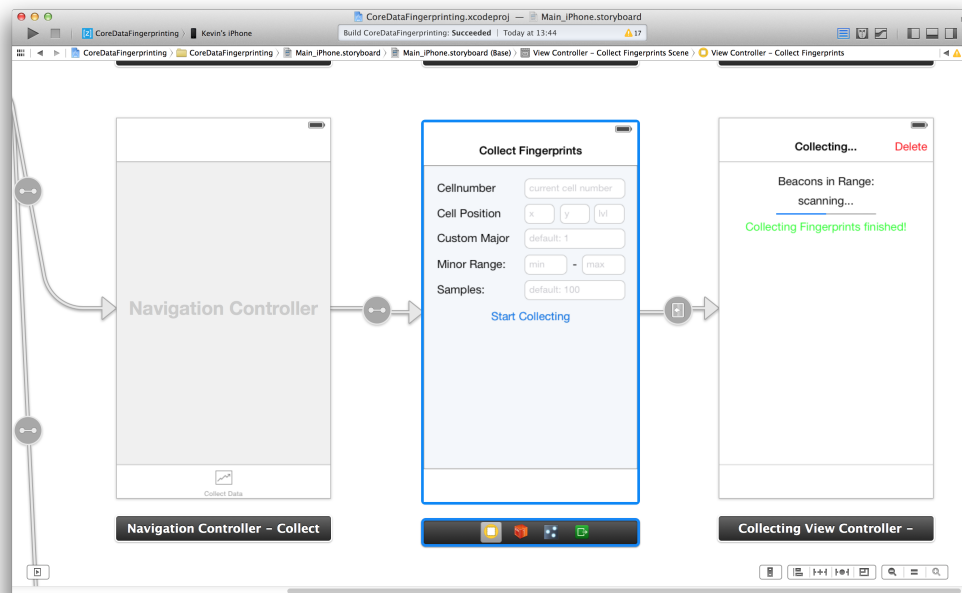 CoreDataFingerprinting.xcodeproj — Main_iPhone.storyboard
CoreDataFingerprinting 〉 Kevin's iPhone
Build CoreDataFingerprinting: Succeeded | Today at 13:44
17
CoreDataFingerprinting 〉 CoreDataFingerprinting 〉 Main_iPhone.storyboard 〉 Main_iPhone.storyboard (Base) 〉 View Controller – Collect Fingerprints Scene 〉 View Controller – Collect Fingerprints
Navigation Controller
Collect Data
Navigation Controller – Collect
Collect Fingerprints
Cellnumber current cell number
Cell Position x y lvl
Custom Major default: 1
Minor Range: min - max
Samples: default: 100
Start Collecting
Collecting... Delete
Beacons in Range:
scanning...
Collecting Fingerprints finished!
Collecting View Controller –